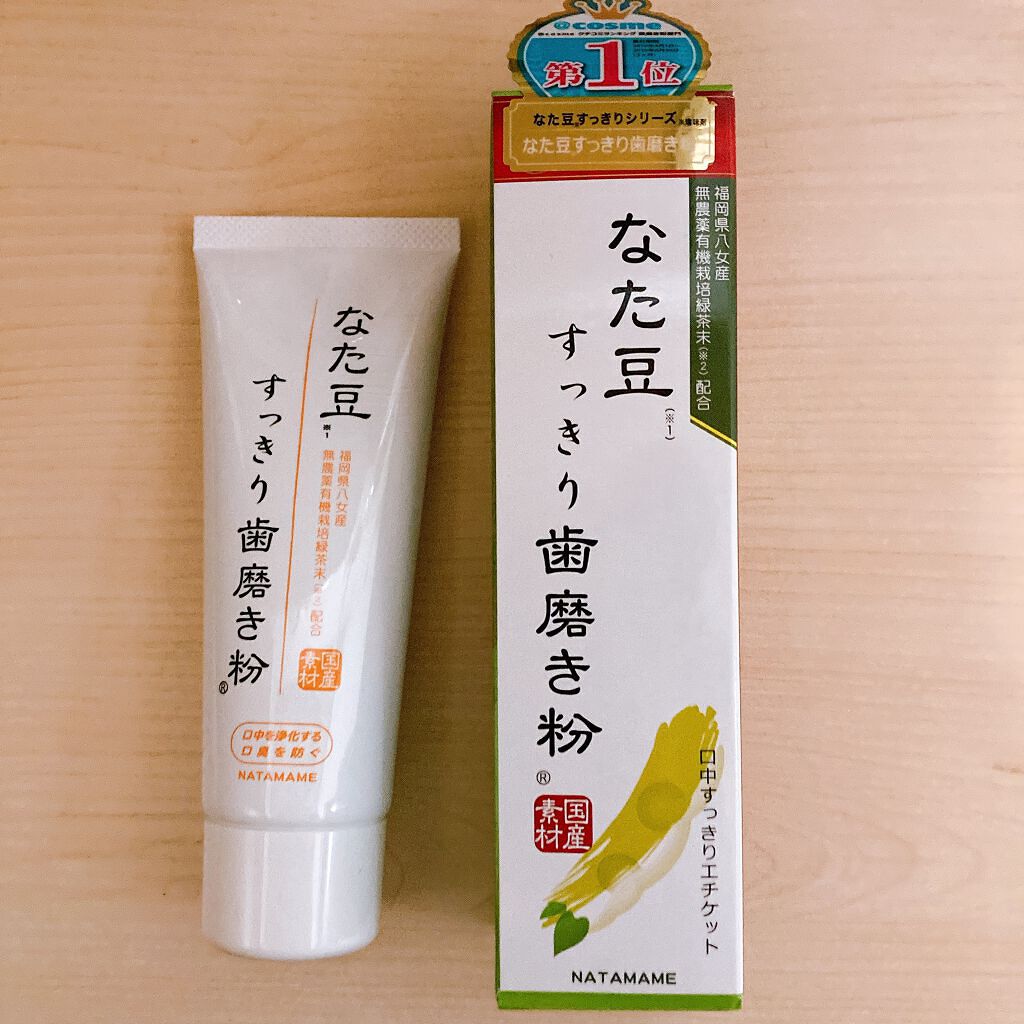 なた豆
※1
すっきり歯磨き粉
®
福岡県八女産
無農薬有機栽培緑茶末(※2)配合
国産
素材
口中を浄化する
口臭を防ぐ
NATAMAME
@cosme
第1位
なた豆すっきりシリーズ
なた豆すっきり歯磨き
福岡県八女産
無農薬有機栽培緑茶末(※2)配合
なた豆
(※1)
すっきり歯磨き粉
®
国産
素材
口中すっきりエチケット
NATAMAME